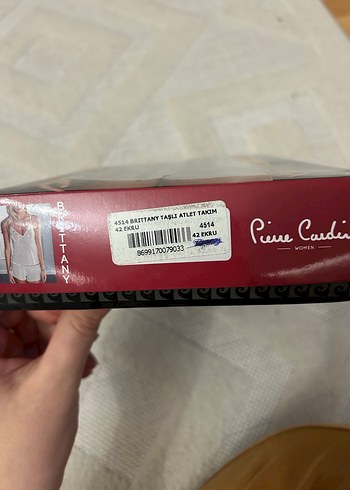 BRITTANY
4514 BRITTANY TAŞLI ATLET TAKIM
42 EKRU
4514
42 EKRU
8699170079033
Pierre Cardin
WOMEN